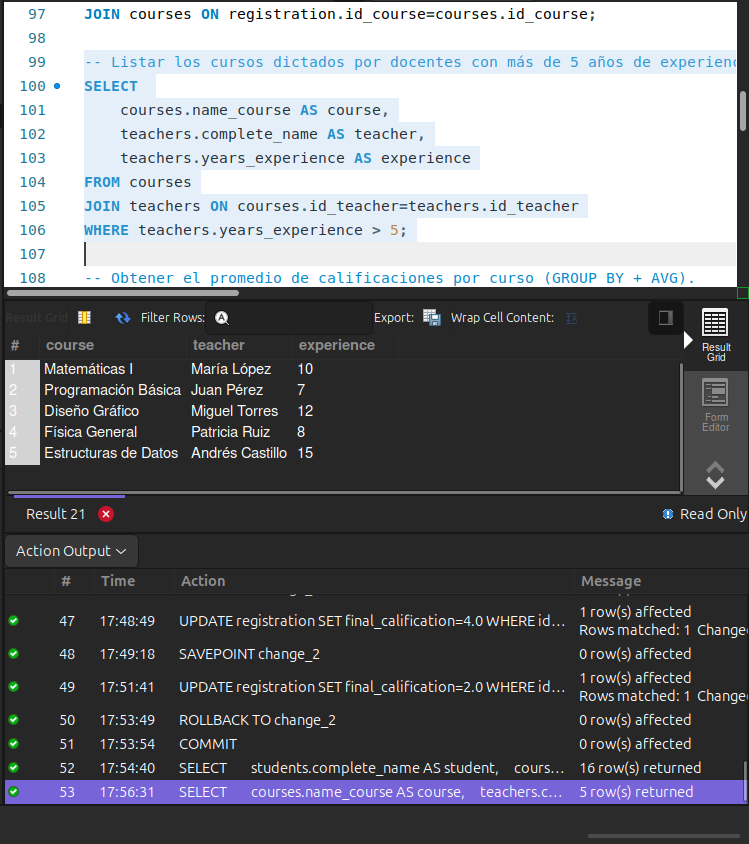 97 JOIN courses ON registration.id_course=courses.id_course;
98
99 -- Listar los cursos dictados por docentes con más de 5 años de experienc
100 SELECT
101 courses.name_course AS course,
102 teachers.complete_name AS teacher,
103 teachers.years_experience AS experience
104 FROM courses
105 JOIN teachers ON courses.id_teacher=teachers.id_teacher
106 WHERE teachers.years_experience > 5;
107
108 -- Obtener el promedio de calificaciones por curso (GROUP BY + AVG).
Result Grid Filter Rows: A Export: Wrap Cell Content: IA
# course teacher experience
1 Matemáticas I María López 10
2 Programación Básica Juan Pérez 7
3 Diseño Gráfico Miguel Torres 12
4 Física General Patricia Ruiz 8
5 Estructuras de Datos Andrés Castillo 15
Result
Grid
Form
Editor
Result 21 Read Only
Action Output
# Time Action Message
47 17:48:49 UPDATE registration SET final_calification=4.0 WHERE id... 1 row(s) affected
Rows matched: 1 Changed
48 17:49:18 SAVEPOINT change_2 0 row(s) affected
49 17:51:41 UPDATE registration SET final_calification=2.0 WHERE id... 1 row(s) affected
Rows matched: 1 Changed
50 17:53:49 ROLLBACK TO change_2 0 row(s) affected
51 17:53:54 COMMIT 0 row(s) affected
52 17:54:40 SELECT students.complete_name AS student, cours... 16 row(s) returned
53 17:56:31 SELECT courses.name_course AS course, teachers.c... 5 row(s) returned